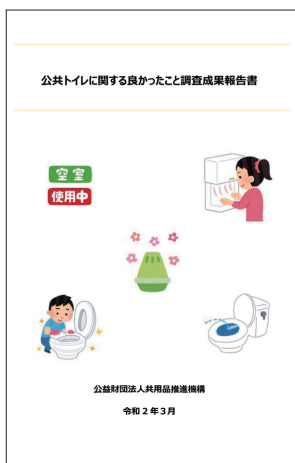 公共トイレに関する良かったこと調査成果報告書
空室
使用中
公益財団法人共用品推進機構
令和2年3月